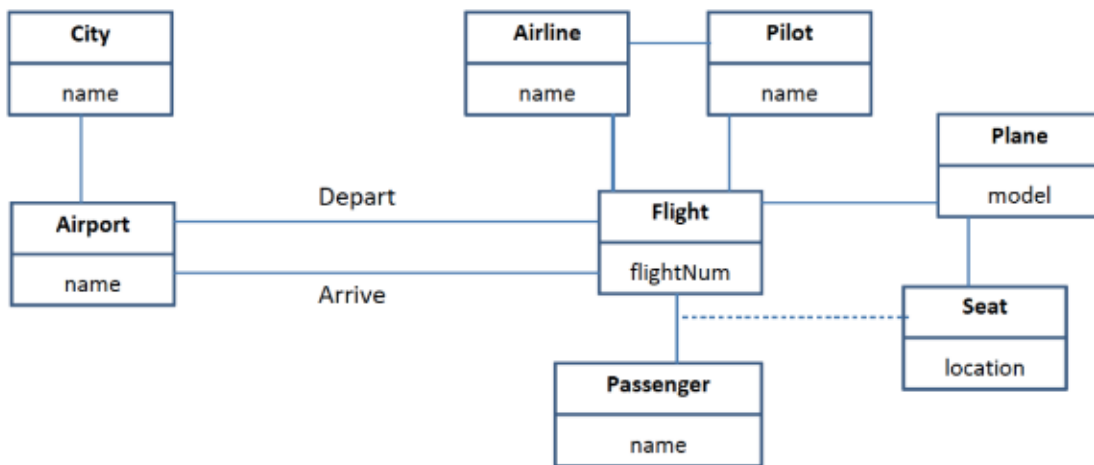 City
name
Airline
name
Pilot
name
Plane
model
Airport
name
Depart
Arrive
Flight
flightNum
Seat
location
Passenger
name